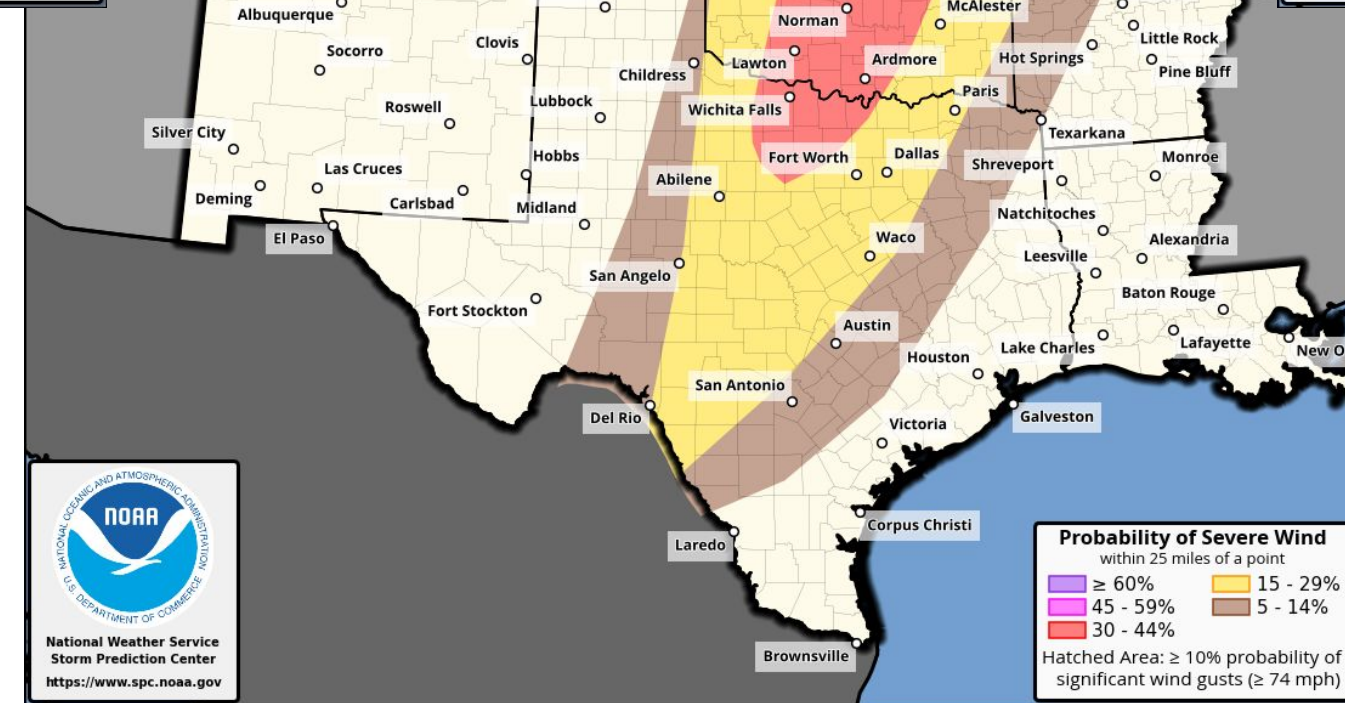 Albuquerque
Socorro
Clovis
Childress
Norman
McAlester
Lawton
Ardmore
Hot Springs
Little Rock
Pine Bluff
Roswell
Lubbock
Wichita Falls
Paris
Silver City
Texarkana
Las Cruces
Hobbs
Fort Worth
Dallas
Shreveport
Monroe
Deming
Carlsbad
Midland
Abilene
Natchitoches
El Paso
Waco
Alexandria
San Angelo
Leesville
Fort Stockton
Baton Rouge
Austin
Houston
Lake Charles
Lafayette
New O
San Antonio
Del Rio
Victoria
Galveston
Corpus Christi
Laredo
Brownsville
NATIONAL OCEANIC AND ATMOSPHERIC ADMINISTRATION
NOAA
U.S. DEPARTMENT OF COMMERCE
National Weather Service
Storm Prediction Center
https://www.spc.noaa.gov
Probability of Severe Wind
within 25 miles of a point
≥ 60% 15 - 29%
45 - 59% 5 - 14%
30 - 44%
Hatched Area: ≥ 10% probability of
significant wind gusts (≥ 74 mph)